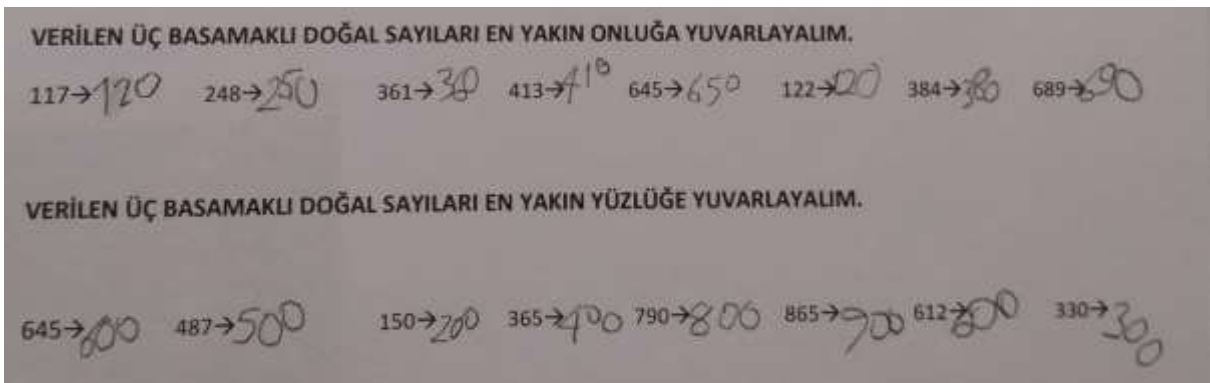 VERİLEN ÜÇ BASAMAKLI DOĞAL SAYILARI EN YAKIN ONLUĞA YUVARLAYALIM.
117→120 248→250 361→360 413→410 645→650 122→120 384→380 689→690
VERİLEN ÜÇ BASAMAKLI DOĞAL SAYILARI EN YAKIN YÜZLÜĞE YUVARLAYALIM.
645→600 487→500 150→200 365→400 790→800 865→900 612→600 330→300